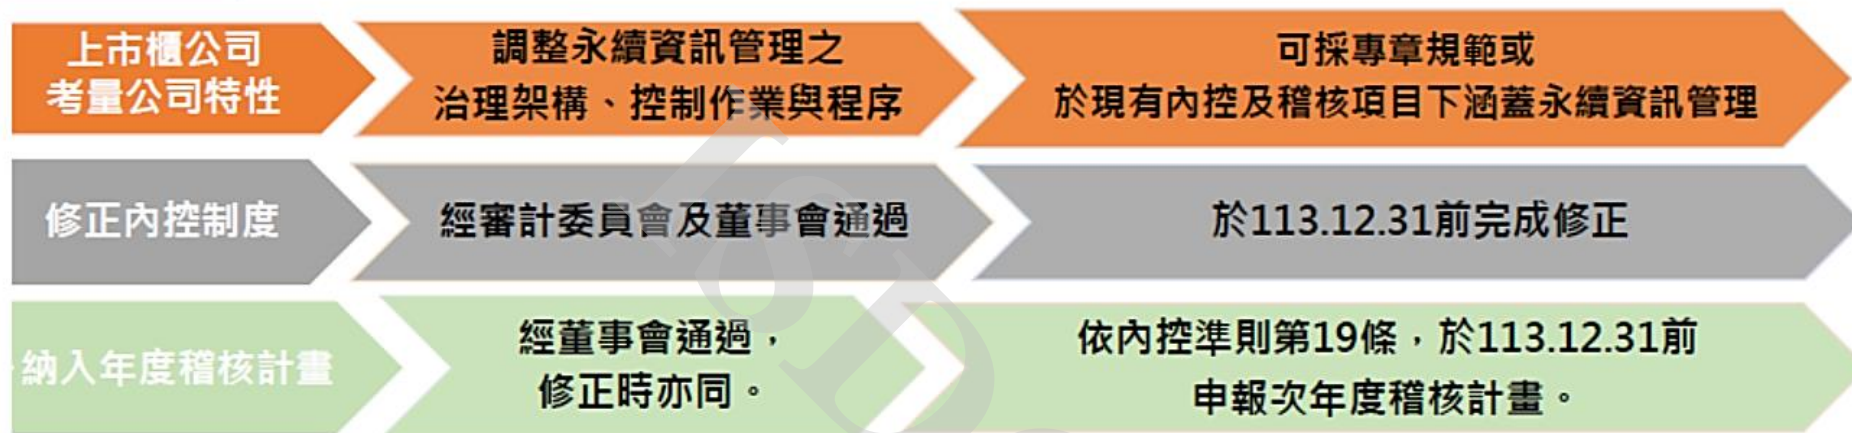 上市櫃公司
考量公司特性
調整永續資訊管理之
治理架構、控制作業與程序
可採專章規範或
於現有內控及稽核項目下涵蓋永續資訊管理
修正內控制度
經審計委員會及董事會通過
於113.12.31前完成修正
納入年度稽核計畫
經董事會通過，
修正時亦同。
依內控準則第19條，於113.12.31前
申報次年度稽核計畫。